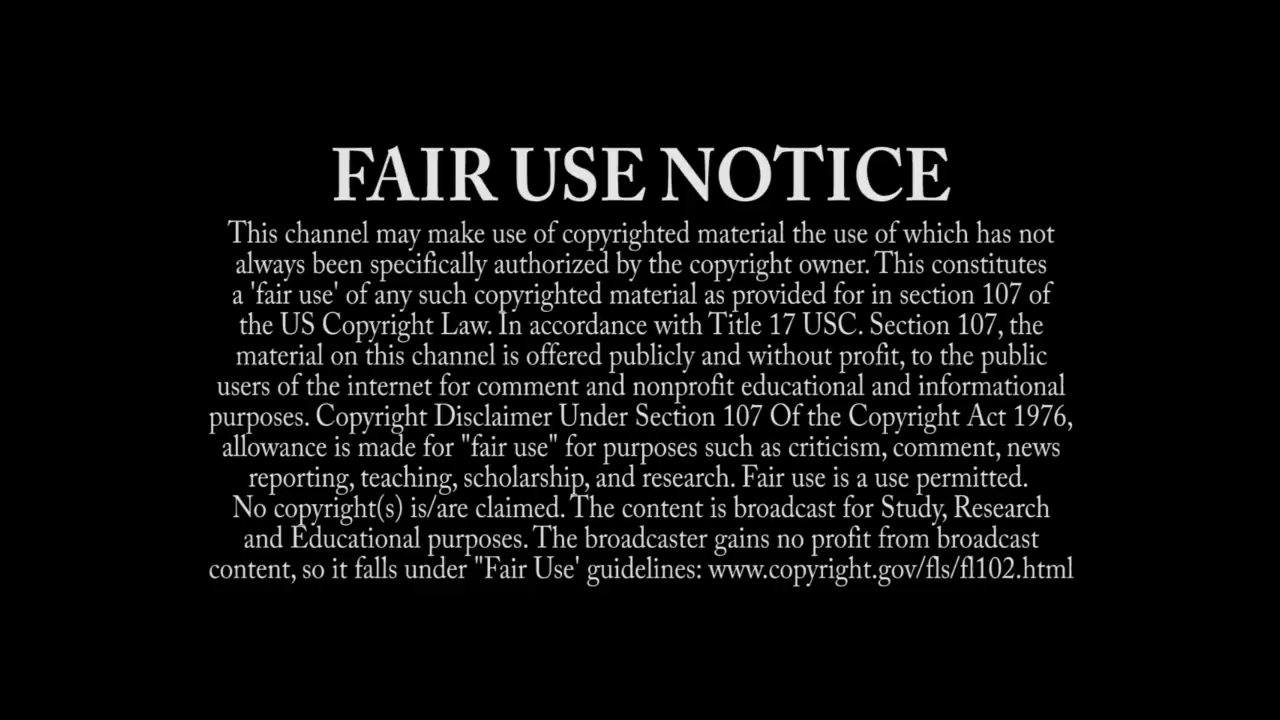 FAIR USE NOTICE
This channel may make use of copyrighted material the use of which has not
always been specifically authorized by the copyright owner. This constitutes
a 'fair use' of any such copyrighted material as provided for in section 107 of
the US Copyright Law. In accordance with Title 17 USC. Section 107, the
material on this channel is offered publicly and without profit, to the public
users of the internet for comment and nonprofit educational and informational
purposes. Copyright Disclaimer Under Section 107 Of the Copyright Act 1976,
allowance is made for "fair use" for purposes such as criticism, comment, news
reporting, teaching, scholarship, and research. Fair use is a use permitted.
No copyright(s) is/are claimed. The content is broadcast for Study, Research
and Educational purposes. The broadcaster gains no profit from broadcast
content, so it falls under "Fair Use' guidelines: www.copyright.gov/fls/fl102.html